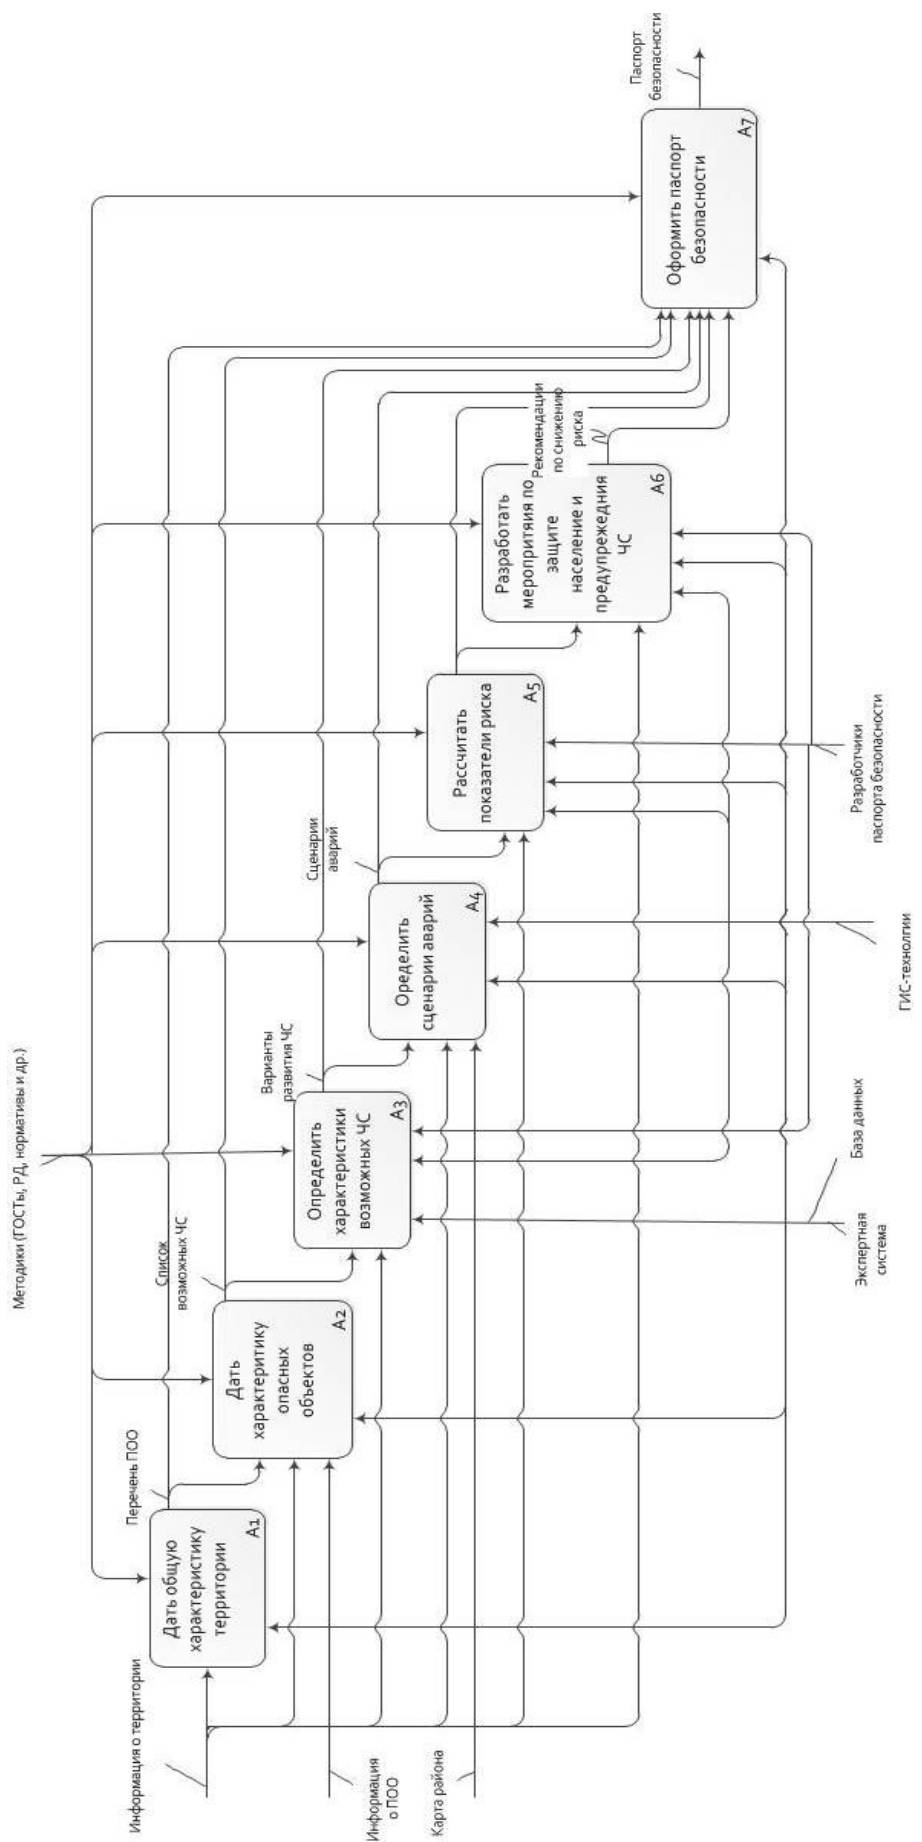 Методики (ГОСТы, РД, нормативы и др.)
Информация о территории
Информация
о ПОО
Карта района
Дать общую
характеристику
территории
A1
Перечень ПОО
Дать
характеритику
опасных
объектов
A2
Список
возможных ЧС
Определить
характеристики
возможных ЧС
A3
Варианты
развития ЧС
Оределить
сценарии аварий
A4
Сценарии
аварий
Рассчитать
показатели риска
A5
Разработать
меропритяия по
защите
население и
предупрежедния
ЧС
A6
Рекомендации
по снижению
риска
Оформить паспорт
безопасности
A7
Паспорт
безопасности
Экспертная
система
База данных
ГИС-технолгии
Разработчики
паспорта безопасности